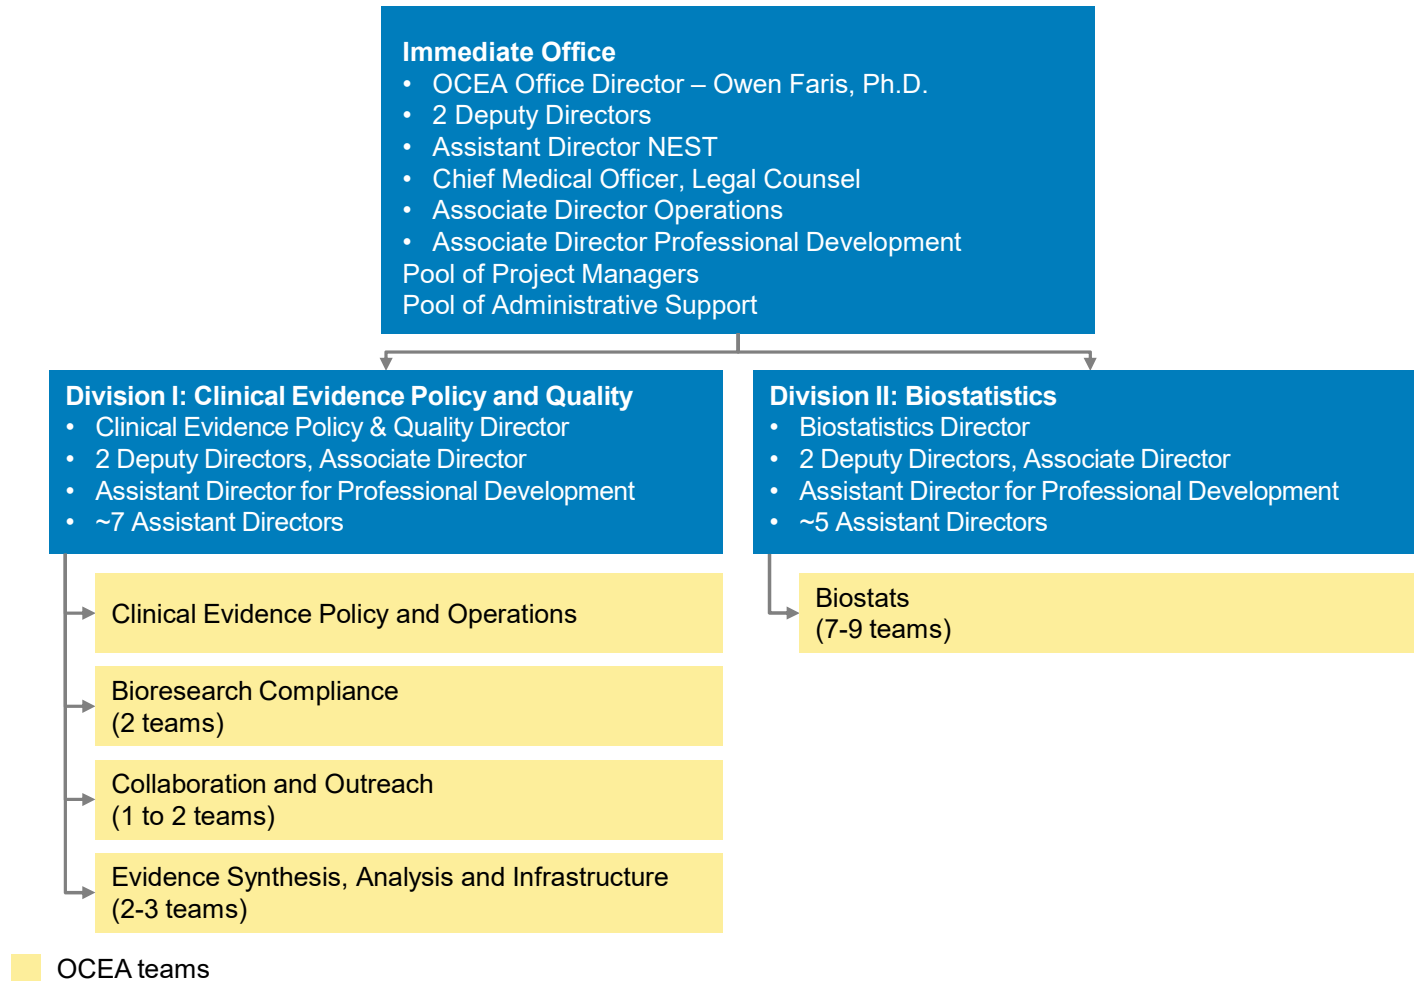 Immediate Office
• OCEA Office Director – Owen Faris, Ph.D.
• 2 Deputy Directors
• Assistant Director NEST
• Chief Medical Officer, Legal Counsel
• Associate Director Operations
• Associate Director Professional Development
Pool of Project Managers
Pool of Administrative Support
Division I: Clinical Evidence Policy and Quality
• Clinical Evidence Policy & Quality Director
• 2 Deputy Directors, Associate Director
• Assistant Director for Professional Development
• ~7 Assistant Directors
Clinical Evidence Policy and Operations
Bioresearch Compliance
(2 teams)
Collaboration and Outreach
(1 to 2 teams)
Evidence Synthesis, Analysis and Infrastructure
(2-3 teams)
Division II: Biostatistics
• Biostatistics Director
• 2 Deputy Directors, Associate Director
• Assistant Director for Professional Development
• ~5 Assistant Directors
Biostats
(7-9 teams)
OCEA teams